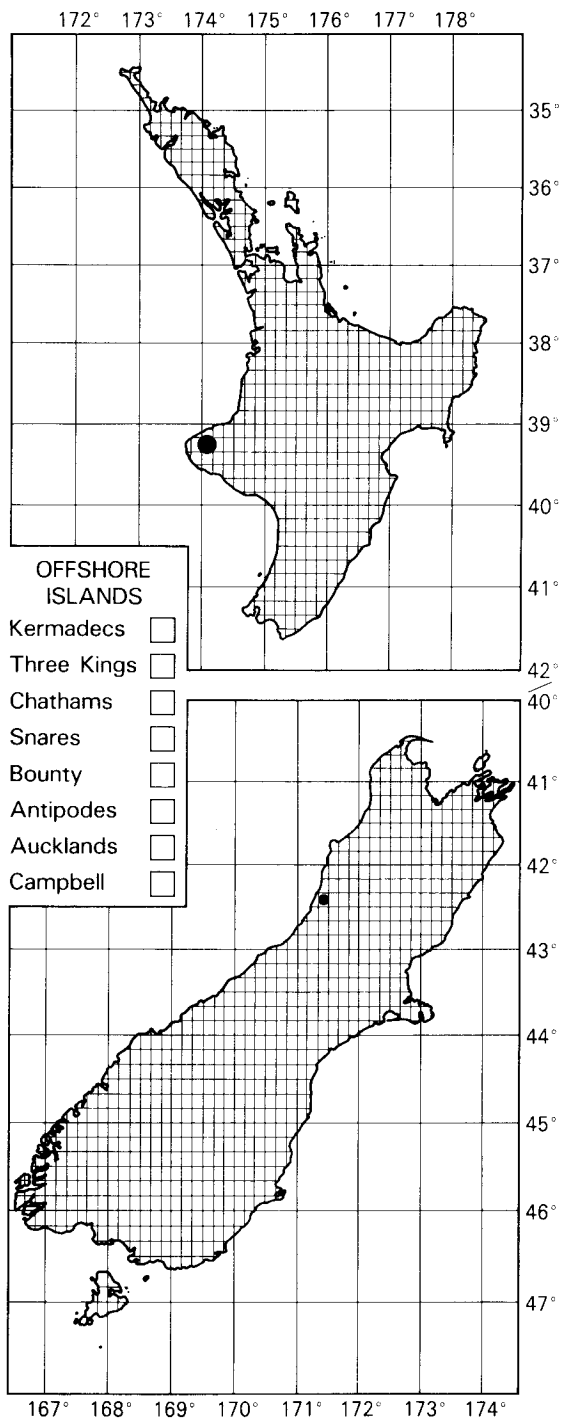 172° 173° 174° 175° 176° 177° 178°
35°
36°
37°
38°
39°
40°
41°
42°
OFFSHORE
ISLANDS
Kermadecs
Three Kings
Chathams
Snares
Bounty
Antipodes
Aucklands
Campbell
40°
41°
42°
43°
44°
45°
46°
47°
167° 168° 169° 170° 171° 172° 173° 174°